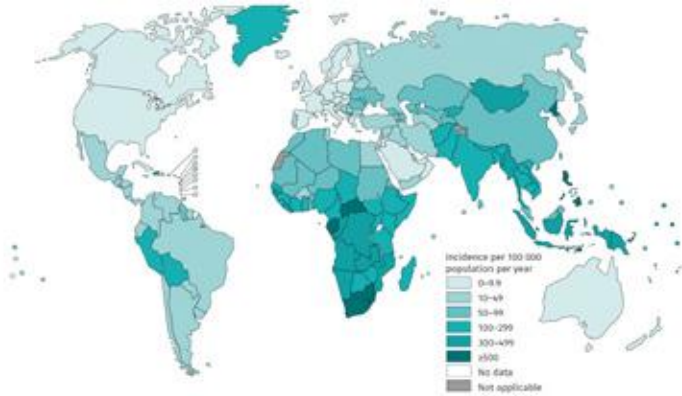 Incidence per 100 000
population per year
0–9.9
10–49
50–99
100–299
300–499
≥500
No data
Not applicable